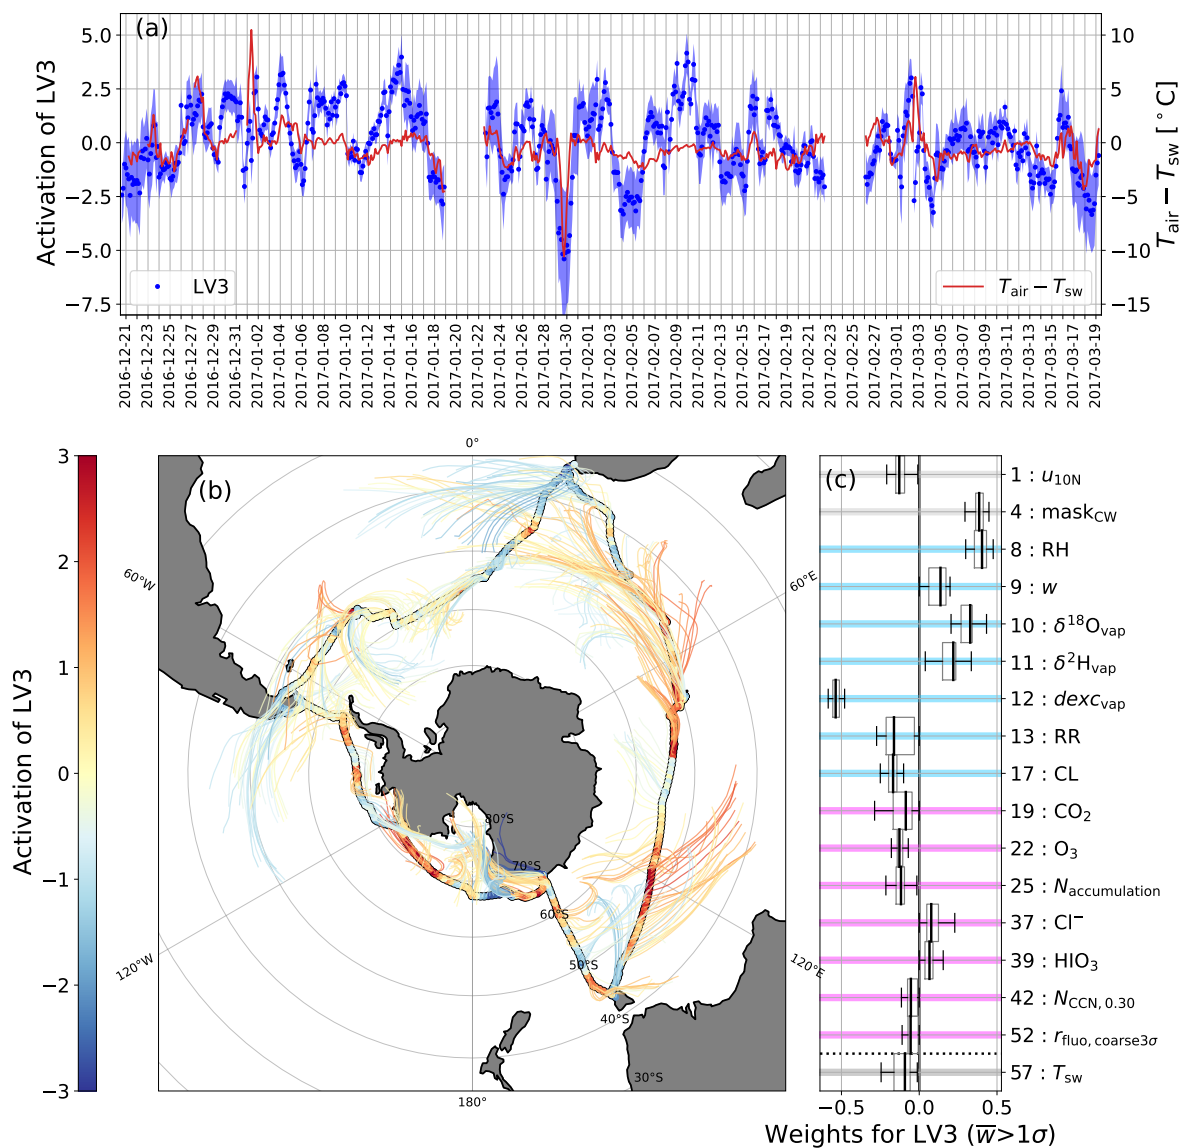 (a)
Activation of LV3
5.0
2.5
0.0
−2.5
−5.0
−7.5
LV3
T_air − T_sw
10
5
0
−5
−10
−15
T_air − T_sw [°C]
2016-12-21
2016-12-23
2016-12-25
2016-12-27
2016-12-29
2016-12-31
2017-01-02
2017-01-04
2017-01-06
2017-01-08
2017-01-10
2017-01-12
2017-01-14
2017-01-16
2017-01-18
2017-01-20
2017-01-22
2017-01-24
2017-01-26
2017-01-28
2017-01-30
2017-02-01
2017-02-03
2017-02-05
2017-02-07
2017-02-09
2017-02-11
2017-02-13
2017-02-15
2017-02-17
2017-02-19
2017-02-21
2017-02-23
2017-02-25
2017-02-27
2017-03-01
2017-03-03
2017-03-05
2017-03-07
2017-03-09
2017-03-11
2017-03-13
2017-03-15
2017-03-17
2017-03-19
Activation of LV3
3
2
1
0
−1
−2
−3
(b)
0°
60°W
60°E
120°W
120°E
180°
80°S
70°S
60°S
50°S
40°S
30°S
(c)
1 : u_10N
4 : mask_CW
8 : RH
9 : w
10 : δ¹⁸O_vap
11 : δ²H_vap
12 : dexc_vap
13 : RR
17 : CL
19 : CO₂
22 : O₃
25 : N_accumulation
37 : Cl⁻
39 : HIO₃
42 : N_CCN, 0.30
52 : r_fluo, coarse3σ
57 : T_sw
−0.5 0.0 0.5
Weights for LV3 (w̅>1σ)